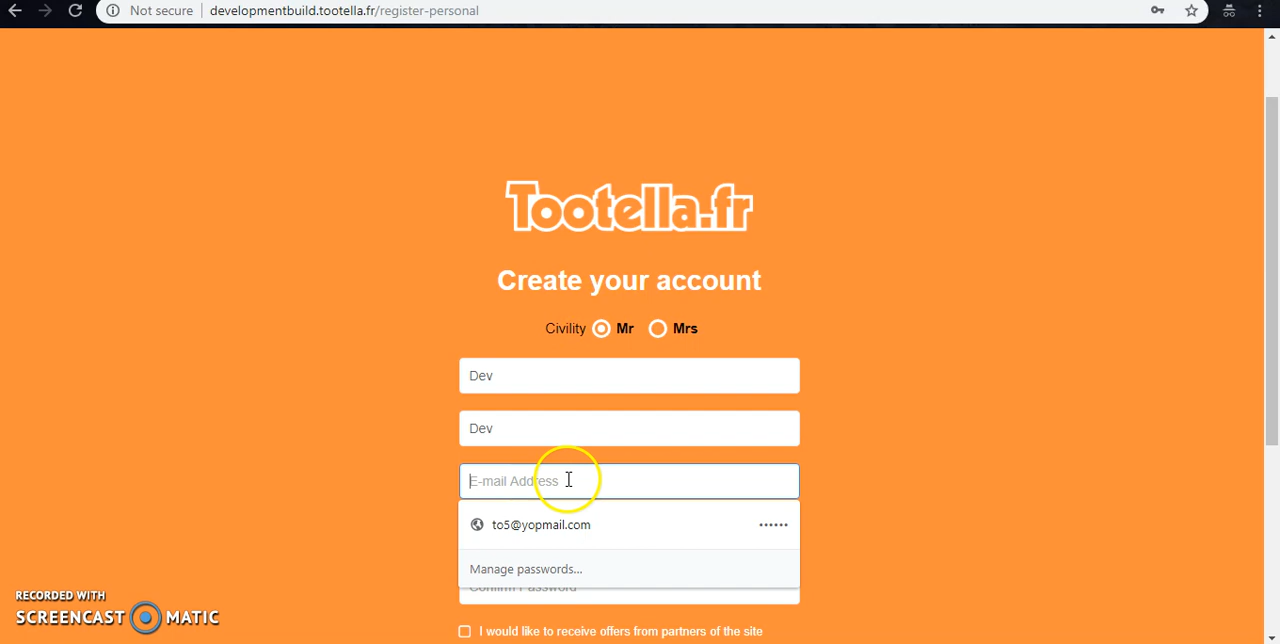 Not secure developmentbuild.tootella.fr/register-personal
Tootella.fr
Create your account
Civility Mr Mrs
Dev
Dev
E-mail Address
to5@yopmail.com ••••••
Manage passwords...
Confirm Password
I would like to receive offers from partners of the site
RECORDED WITH
SCREENCAST MATIC